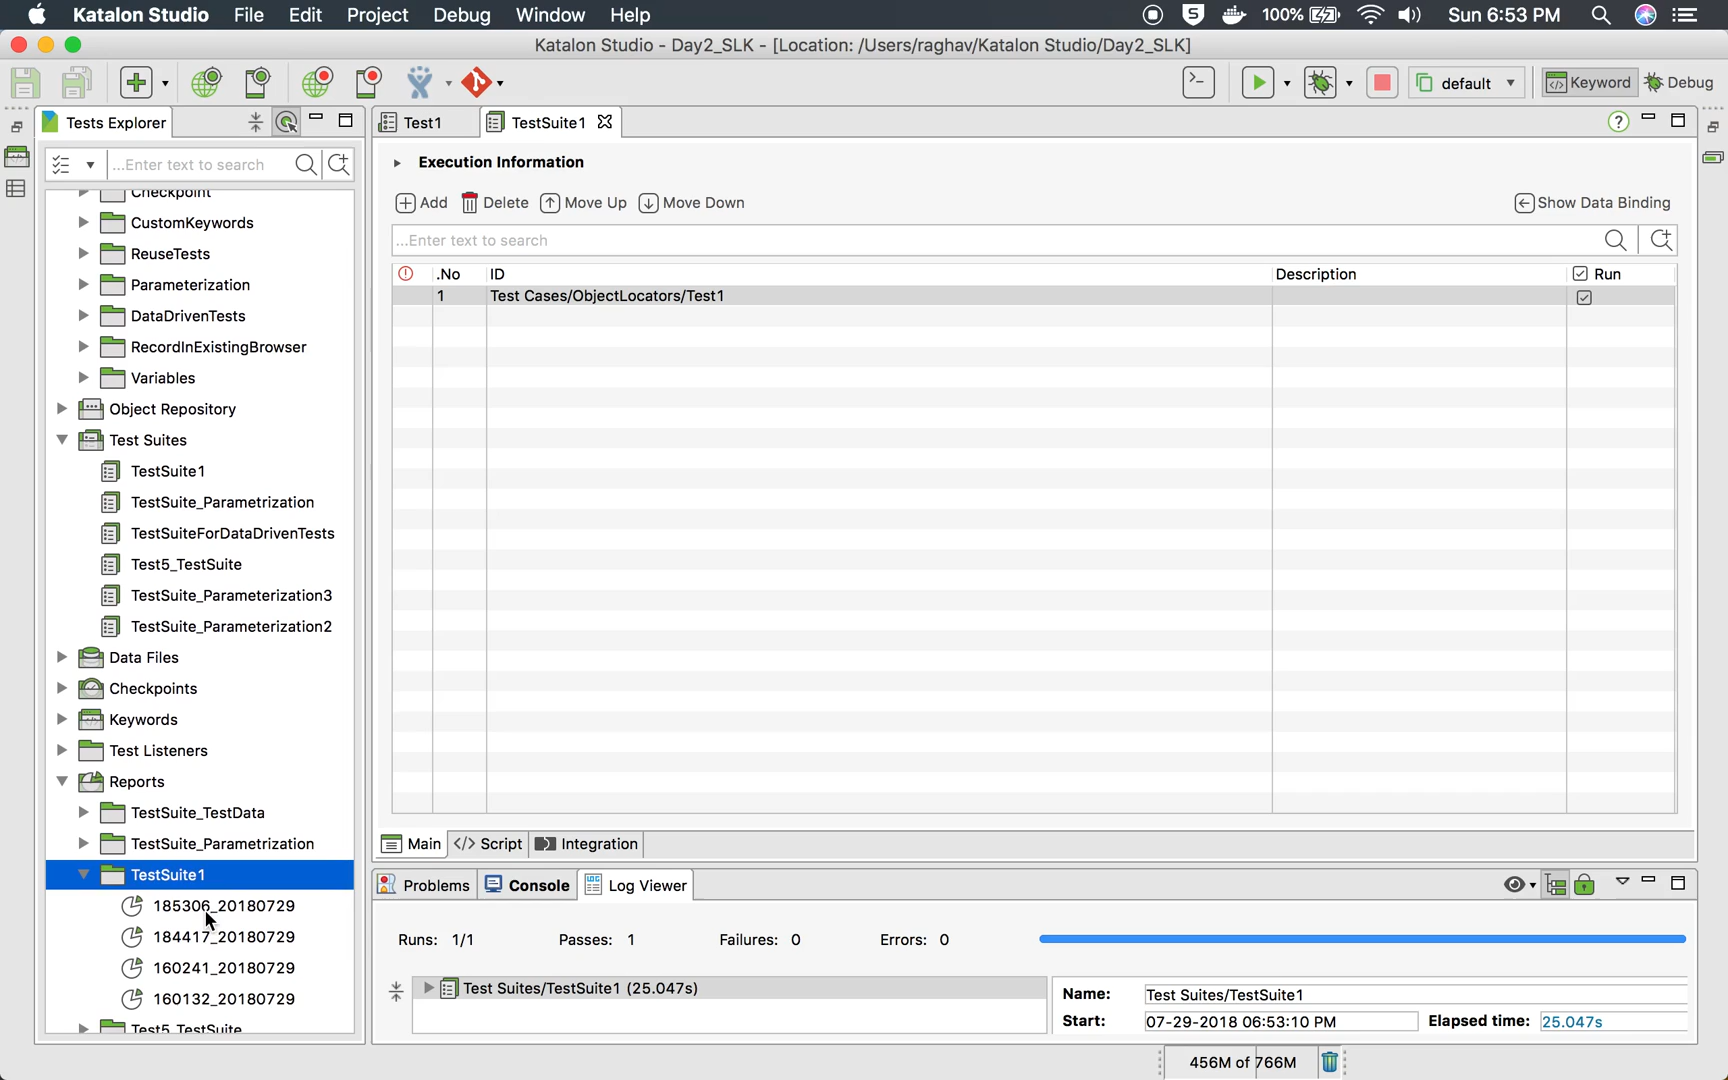 Katalon Studio File Edit Project Debug Window Help 100% Sun 6:53 PM
Katalon Studio - Day2_SLK - [Location: /Users/raghav/Katalon Studio/Day2_SLK]
default Keyword Debug
Tests Explorer
...Enter text to search
Checkpoint
CustomKeywords
ReuseTests
Parameterization
DataDrivenTests
RecordInExistingBrowser
Variables
Object Repository
Test Suites
TestSuite1
TestSuite_Parametrization
TestSuiteForDataDrivenTests
Test5_TestSuite
TestSuite_Parameterization3
TestSuite_Parameterization2
Data Files
Checkpoints
Keywords
Test Listeners
Reports
TestSuite_TestData
TestSuite_Parametrization
TestSuite1
185306_20180729
184417_20180729
160241_20180729
160132_20180729
Test5_TestSuite
Test1 TestSuite1
Execution Information
Add Delete Move Up Move Down Show Data Binding
...Enter text to search
.No ID Description Run
1 Test Cases/ObjectLocators/Test1
Main Script Integration
Problems Console Log Viewer
Runs: 1/1 Passes: 1 Failures: 0 Errors: 0
Test Suites/TestSuite1 (25.047s)
Name: Test Suites/TestSuite1
Start: 07-29-2018 06:53:10 PM Elapsed time: 25.047s
456M of 766M